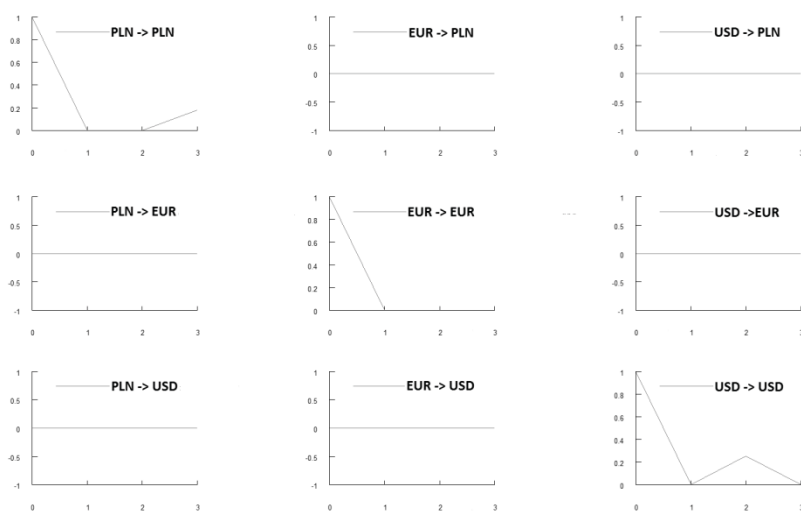 1 PLN -> PLN 1 EUR -> PLN 1 USD -> PLN
0.8 0.5 0.5
0.6
0.4 0 0
0.2 -0.5 -0.5
0 -1 -1
0 1 2 3 0 1 2 3 0 1 2 3
1 PLN -> EUR 1 EUR -> EUR 1 USD ->EUR
0.5 0.8 0.5
0.6
0 0.4 0
-0.5 0.2 -0.5
-1 0 -1
0 1 2 3 0 1 2 3 0 1 2 3
1 PLN -> USD 1 EUR -> USD 1 USD -> USD
0.5 0.5 0.8
0.6
0 0 0.4
-0.5 -0.5 0.2
-1 -1 0
0 1 2 3 0 1 2 3 0 1 2 3